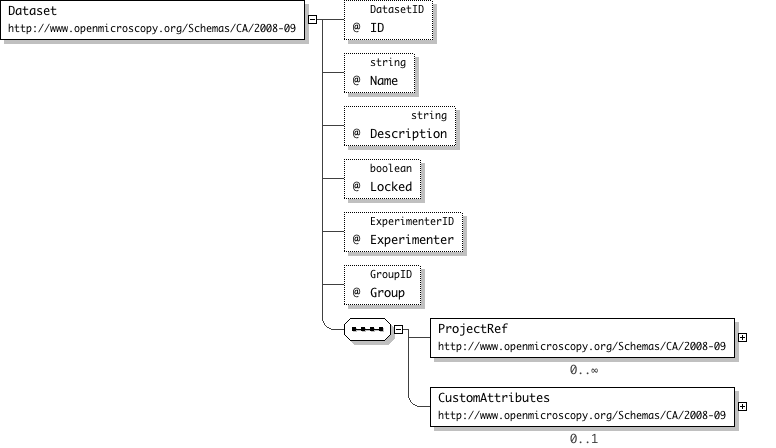 Dataset
http://www.openmicroscopy.org/Schemas/CA/2008-09
DatasetID
@ ID
string
@ Name
string
@ Description
boolean
@ Locked
ExperimenterID
@ Experimenter
GroupID
@ Group
ProjectRef
http://www.openmicroscopy.org/Schemas/CA/2008-09
0..∞
CustomAttributes
http://www.openmicroscopy.org/Schemas/CA/2008-09
0..1